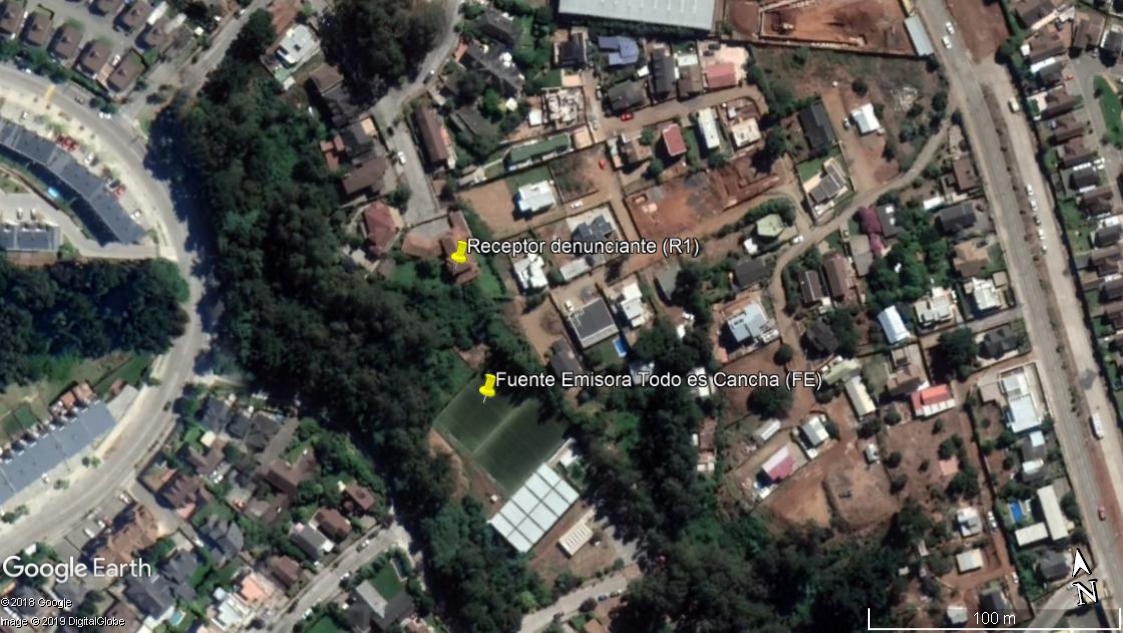 Receptor denunciante (R1)
Fuente Emisora Todo es Cancha (FE)
Google Earth
©2018 Google
Image © 2019 DigitalGlobe
N
100 m